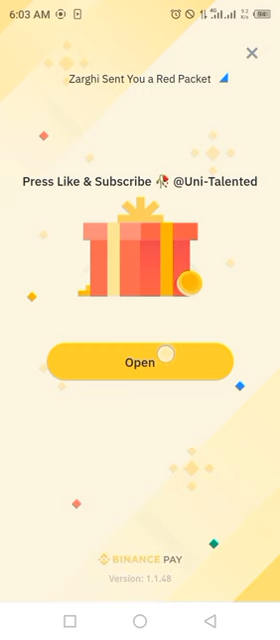 6:03 AM
Zarghi Sent You a Red Packet
Press Like & Subscribe 🥀 @Uni-Talented
Open
BINANCE PAY
Version: 1.1.48